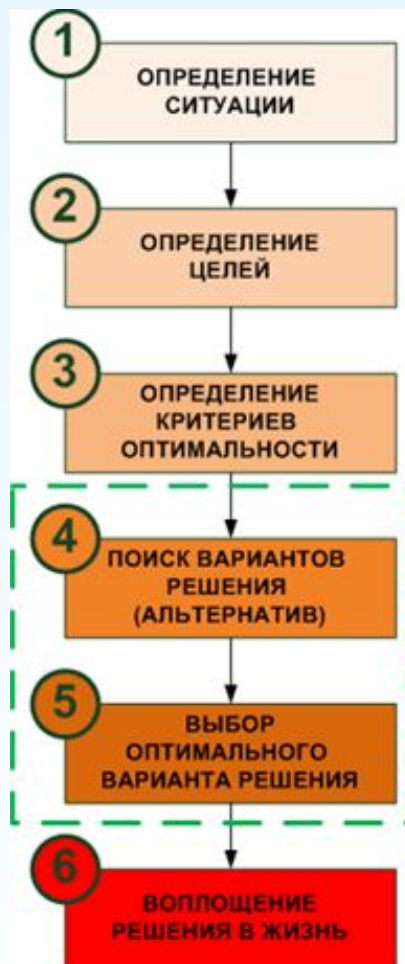 1
ОПРЕДЕЛЕНИЕ
СИТУАЦИИ
2
ОПРЕДЕЛЕНИЕ
ЦЕЛЕЙ
3
ОПРЕДЕЛЕНИЕ
КРИТЕРИЕВ
ОПТИМАЛЬНОСТИ
4
ПОИСК ВАРИАНТОВ
РЕШЕНИЯ
(АЛЬТЕРНАТИВ)
5
ВЫБОР
ОПТИМАЛЬНОГО
ВАРИАНТА РЕШЕНИЯ
6
ВОПЛОЩЕНИЕ
РЕШЕНИЯ В ЖИЗНЬ